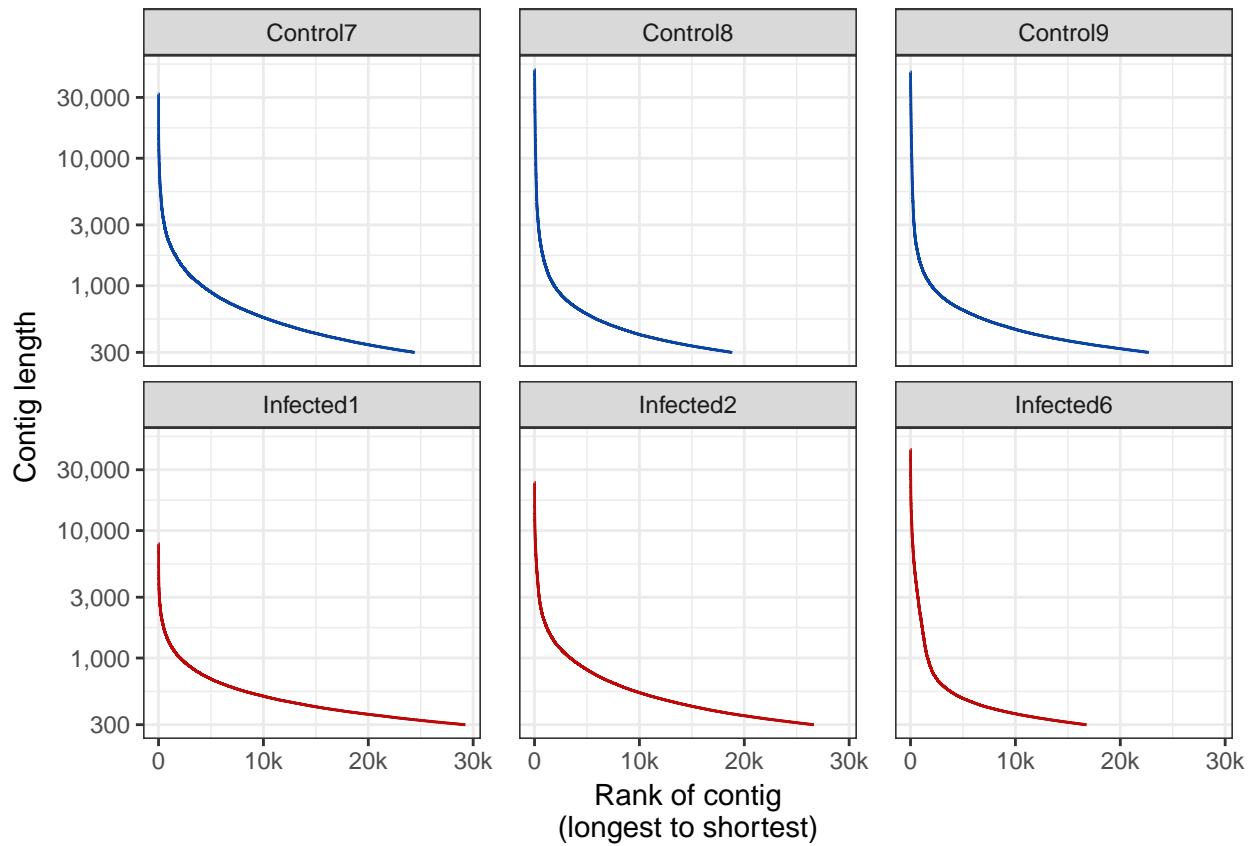 Control7 Control8 Control9
30,000
10,000
3,000
1,000
300
Contig length
Infected1 Infected2 Infected6
30,000
10,000
3,000
1,000
300
0 10k 20k 30k 0 10k 20k 30k 0 10k 20k 30k
Rank of contig
(longest to shortest)